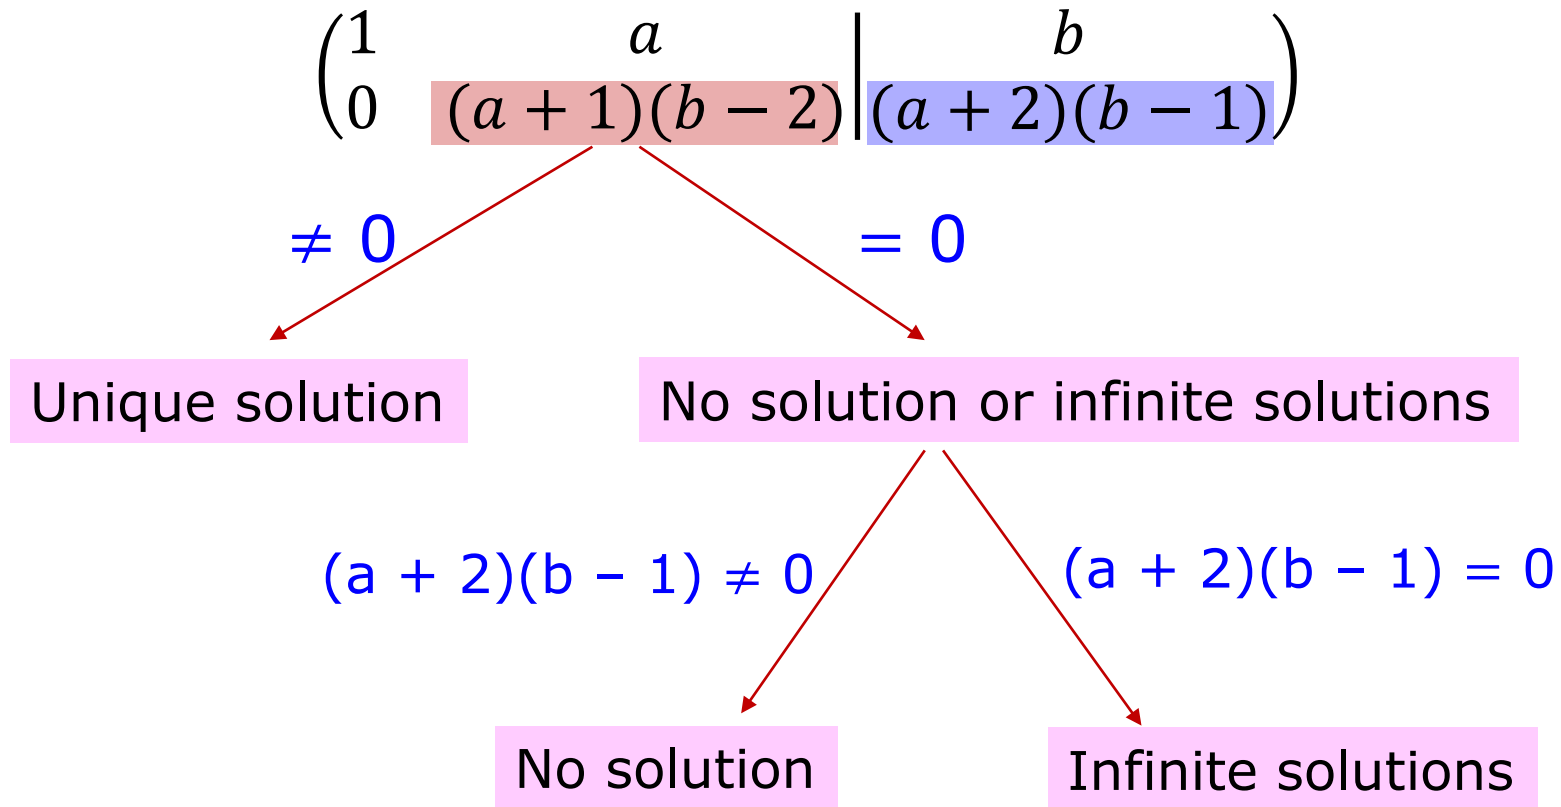 1 a b
0 (a + 1)(b − 2) (a + 2)(b − 1)
≠ 0 = 0
Unique solution No solution or infinite solutions
(a + 2)(b – 1) ≠ 0 (a + 2)(b – 1) = 0
No solution Infinite solutions